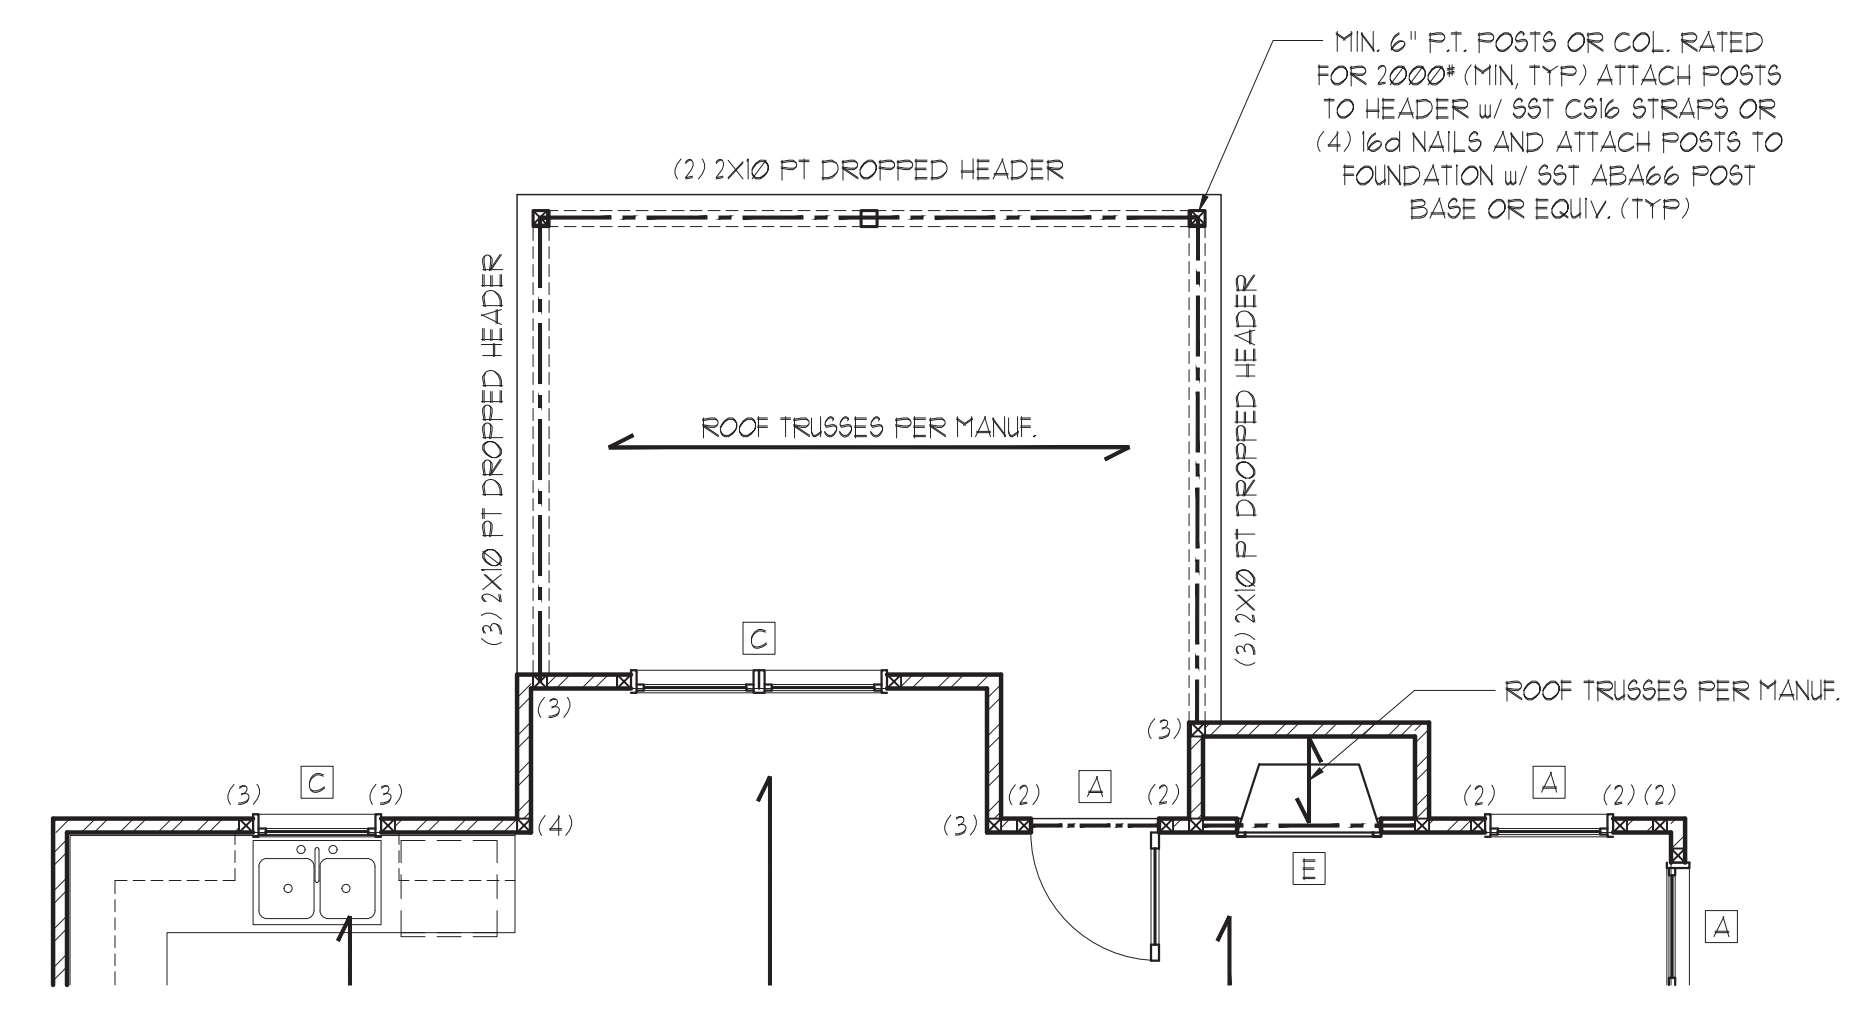 MIN. 6" P.T. POSTS OR COL. RATED
FOR 2000# (MIN, TYP) ATTACH POSTS
TO HEADER w/ SST CS16 STRAPS OR
(4) 16d NAILS AND ATTACH POSTS TO
FOUNDATION w/ SST ABA66 POST
BASE OR EQUIV. (TYP)
(2) 2X10 PT DROPPED HEADER
(3) 2X10 PT DROPPED HEADER
(3) 2X10 PT DROPPED HEADER
ROOF TRUSSES PER MANUF.
C
ROOF TRUSSES PER MANUF.
(3)
(3)
(3)
C
(3)
(2)
A
(2)
(2)
A
(2)
(2)
(4)
(3)
E
A